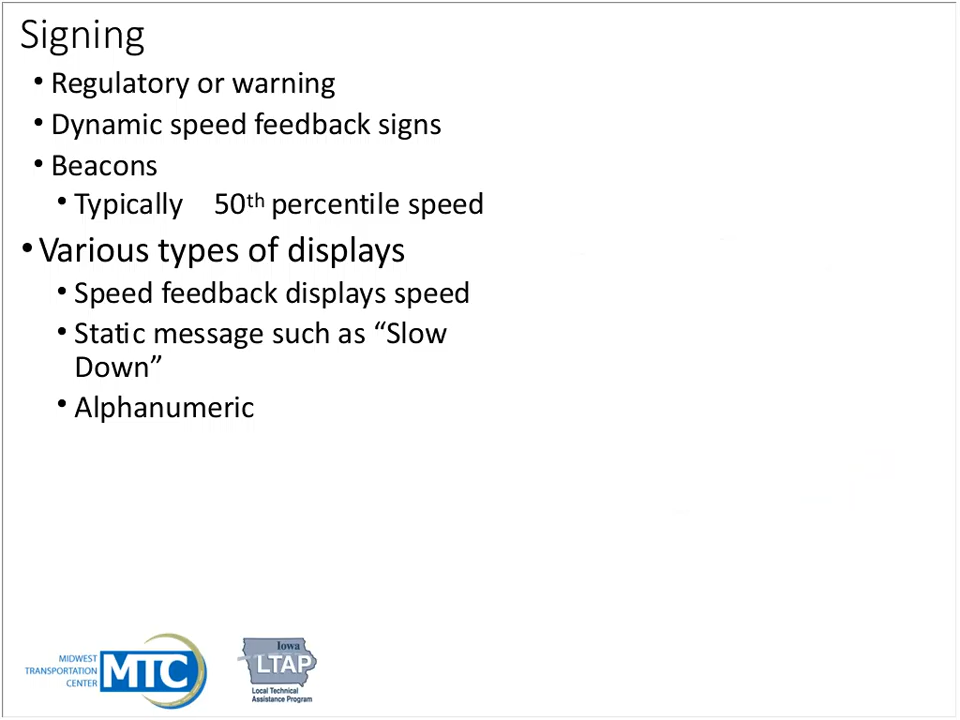 Signing
• Regulatory or warning
• Dynamic speed feedback signs
• Beacons
• Typically 50th percentile speed
• Various types of displays
• Speed feedback displays speed
• Static message such as “Slow
Down”
• Alphanumeric
MIDWEST
TRANSPORTATION
CENTER
MTC
Iowa
LTAP
Local Technical
Assistance Program